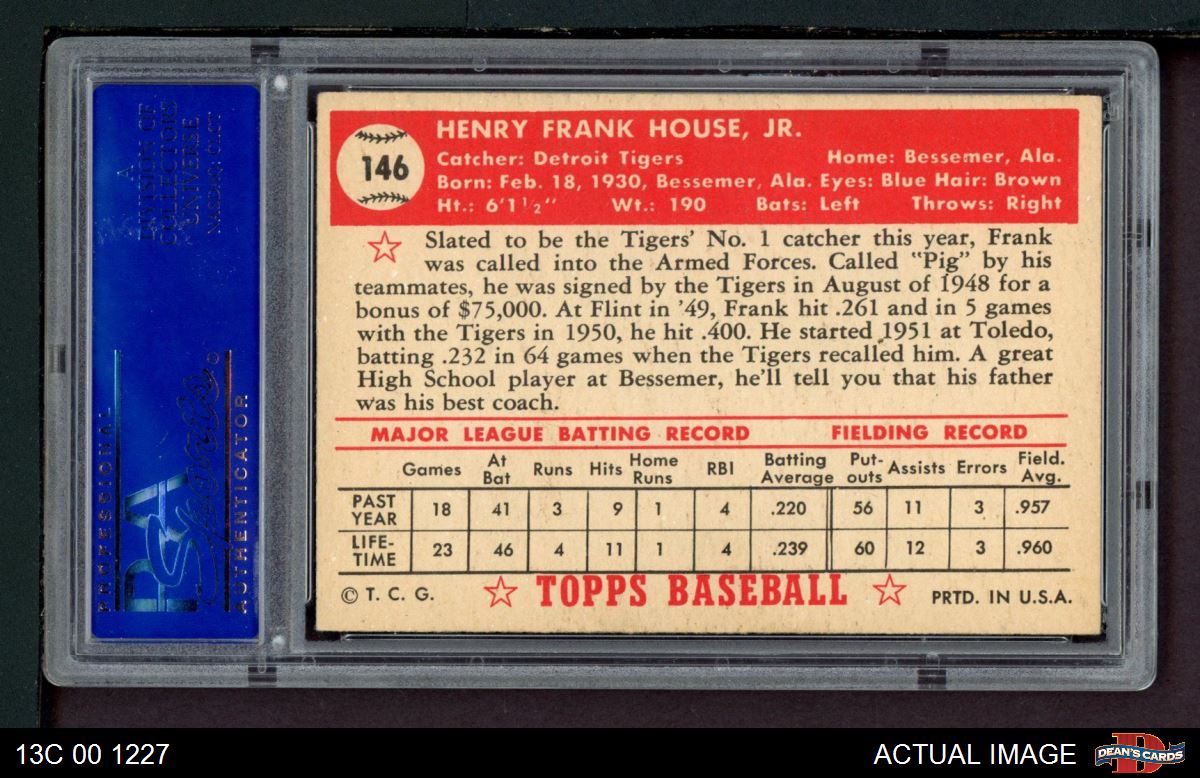 A
DIVISION OF
COLLECTORS
UNIVERSE
NASDAQ: CLCT
PROFESSIONAL
PSA
Sports
AUTHENTICATOR
146
HENRY FRANK HOUSE, JR.
Catcher: Detroit Tigers Home: Bessemer, Ala.
Born: Feb. 18, 1930, Bessemer, Ala. Eyes: Blue Hair: Brown
Ht.: 6'1½" Wt.: 190 Bats: Left Throws: Right
Slated to be the Tigers' No. 1 catcher this year, Frank
was called into the Armed Forces. Called "Pig" by his
teammates, he was signed by the Tigers in August of 1948 for a
bonus of $75,000. At Flint in '49, Frank hit .261 and in 5 games
with the Tigers in 1950, he hit .400. He started 1951 at Toledo,
batting .232 in 64 games when the Tigers recalled him. A great
High School player at Bessemer, he'll tell you that his father
was his best coach.
MAJOR LEAGUE BATTING RECORD FIELDING RECORD
Games At Bat Runs Hits Home Runs RBI Batting Average Put-outs Assists Errors Field. Avg.
PAST YEAR 18 41 3 9 1 4 .220 56 11 3 .957
LIFE-TIME 23 46 4 11 1 4 .239 60 12 3 .960
© T. C. G. TOPPS BASEBALL PRTD. IN U.S.A.
13C 00 1227 ACTUAL IMAGE DEAN'S CARDS